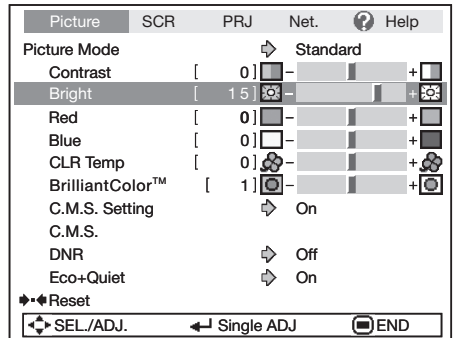 Picture SCR PRJ Net. ? Help
Picture Mode Standard
Contrast [ 0] - +
Bright [ 15] - +
Red [ 0] - +
Blue [ 0] - +
CLR Temp [ 0] - +
BrilliantColor™ [ 1] - +
C.M.S. Setting On
C.M.S.
DNR Off
Eco+Quiet On
Reset
SEL./ADJ. Single ADJ END